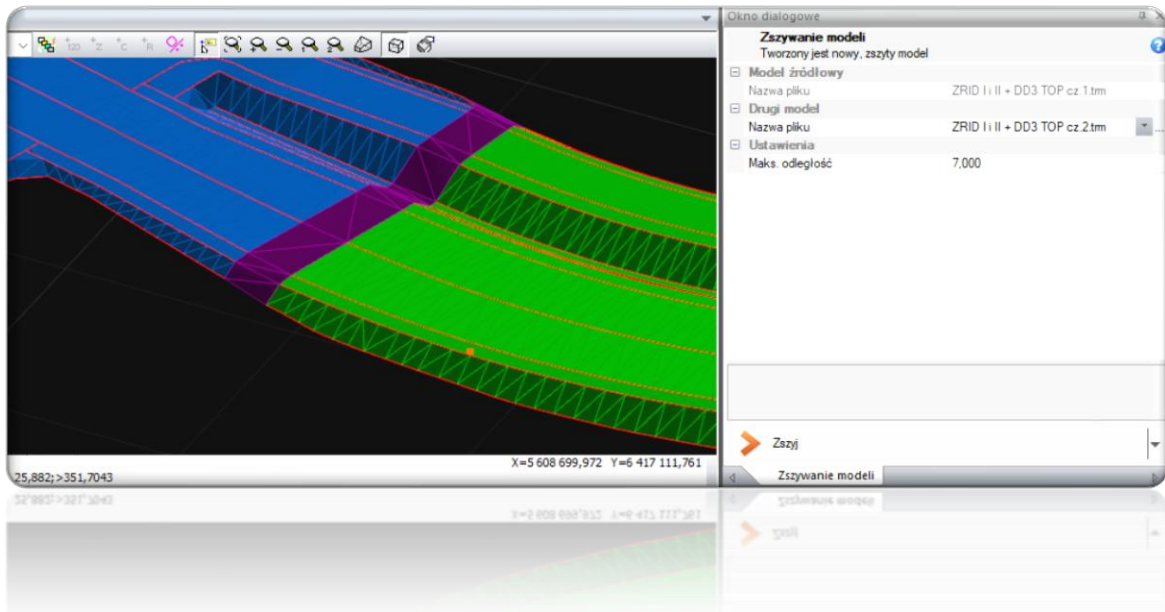 Okno dialogowe
Zszywanie modeli
Tworzony jest nowy, zszyty model
Model źródłowy
Nazwa pliku ZRID I i II + DD3 TOP cz.1.trm
Drugi model
Nazwa pliku ZRID I i II + DD3 TOP cz.2.trm ...
Ustawienia
Maks. odległość 7,000
Zszyj
X=5 608 699,972 Y=6 417 111,761
25,882;>351,7043
Zszywanie modeli